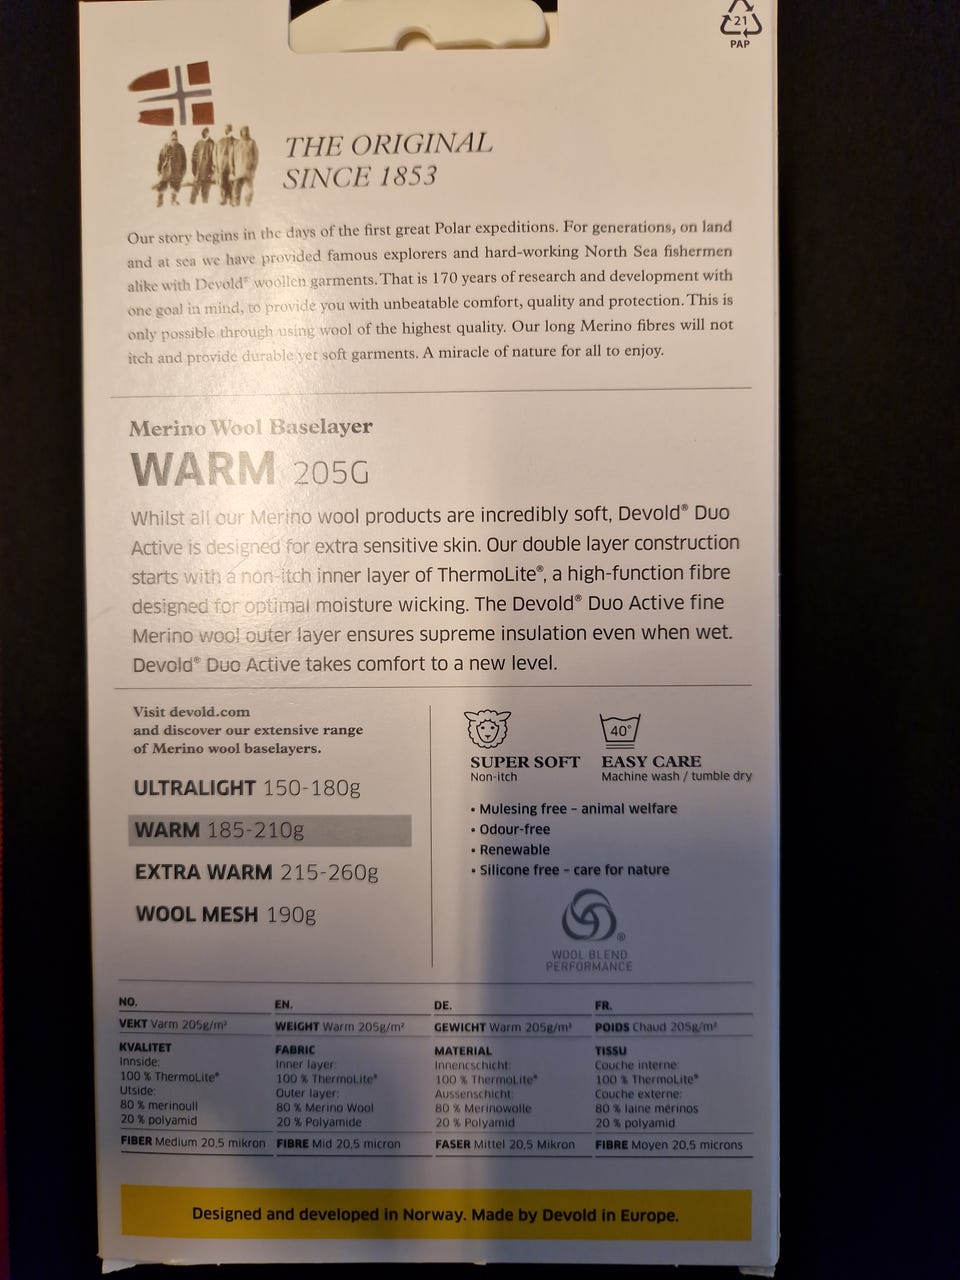 21
PAP
THE ORIGINAL
SINCE 1853
Our story begins in the days of the first great Polar expeditions. For generations, on land
and at sea we have provided famous explorers and hard-working North Sea fishermen
alike with Devold® woollen garments. That is 170 years of research and development with
one goal in mind, to provide you with unbeatable comfort, quality and protection. This is
only possible through using wool of the highest quality. Our long Merino fibres will not
itch and provide durable yet soft garments. A miracle of nature for all to enjoy.
Merino Wool Baselayer
WARM 205G
Whilst all our Merino wool products are incredibly soft, Devold® Duo
Active is designed for extra sensitive skin. Our double layer construction
starts with a non-itch inner layer of ThermoLite®, a high-function fibre
designed for optimal moisture wicking. The Devold® Duo Active fine
Merino wool outer layer ensures supreme insulation even when wet.
Devold® Duo Active takes comfort to a new level.
Visit devold.com
and discover our extensive range
of Merino wool baselayers.
ULTRALIGHT 150-180g
WARM 185-210g
EXTRA WARM 215-260g
WOOL MESH 190g
40°
SUPER SOFT
Non-itch
EASY CARE
Machine wash / tumble dry
• Mulesing free - animal welfare
• Odour-free
• Renewable
• Silicone free - care for nature
®
WOOL BLEND
PERFORMANCE
NO.
VEKT Varm 205g/m²
KVALITET
Innside:
100 % ThermoLite®
Utside:
80 % merinoull
20 % polyamid
FIBER Medium 20,5 mikron
EN.
WEIGHT Warm 205g/m²
FABRIC
Inner layer:
100 % ThermoLite®
Outer layer:
80 % Merino Wool
20 % Polyamide
FIBRE Mid 20,5 micron
DE.
GEWICHT Warm 205g/m²
MATERIAL
Innenschicht:
100 % ThermoLite®
Aussenschicht:
80 % Merinowolle
20 % Polyamid
FASER Mittel 20,5 Mikron
FR.
POIDS Chaud 205g/m²
TISSU
Couche interne:
100 % ThermoLite®
Couche externe:
80 % laine mérinos
20 % polyamid
FIBRE Moyen 20,5 microns
Designed and developed in Norway. Made by Devold in Europe.